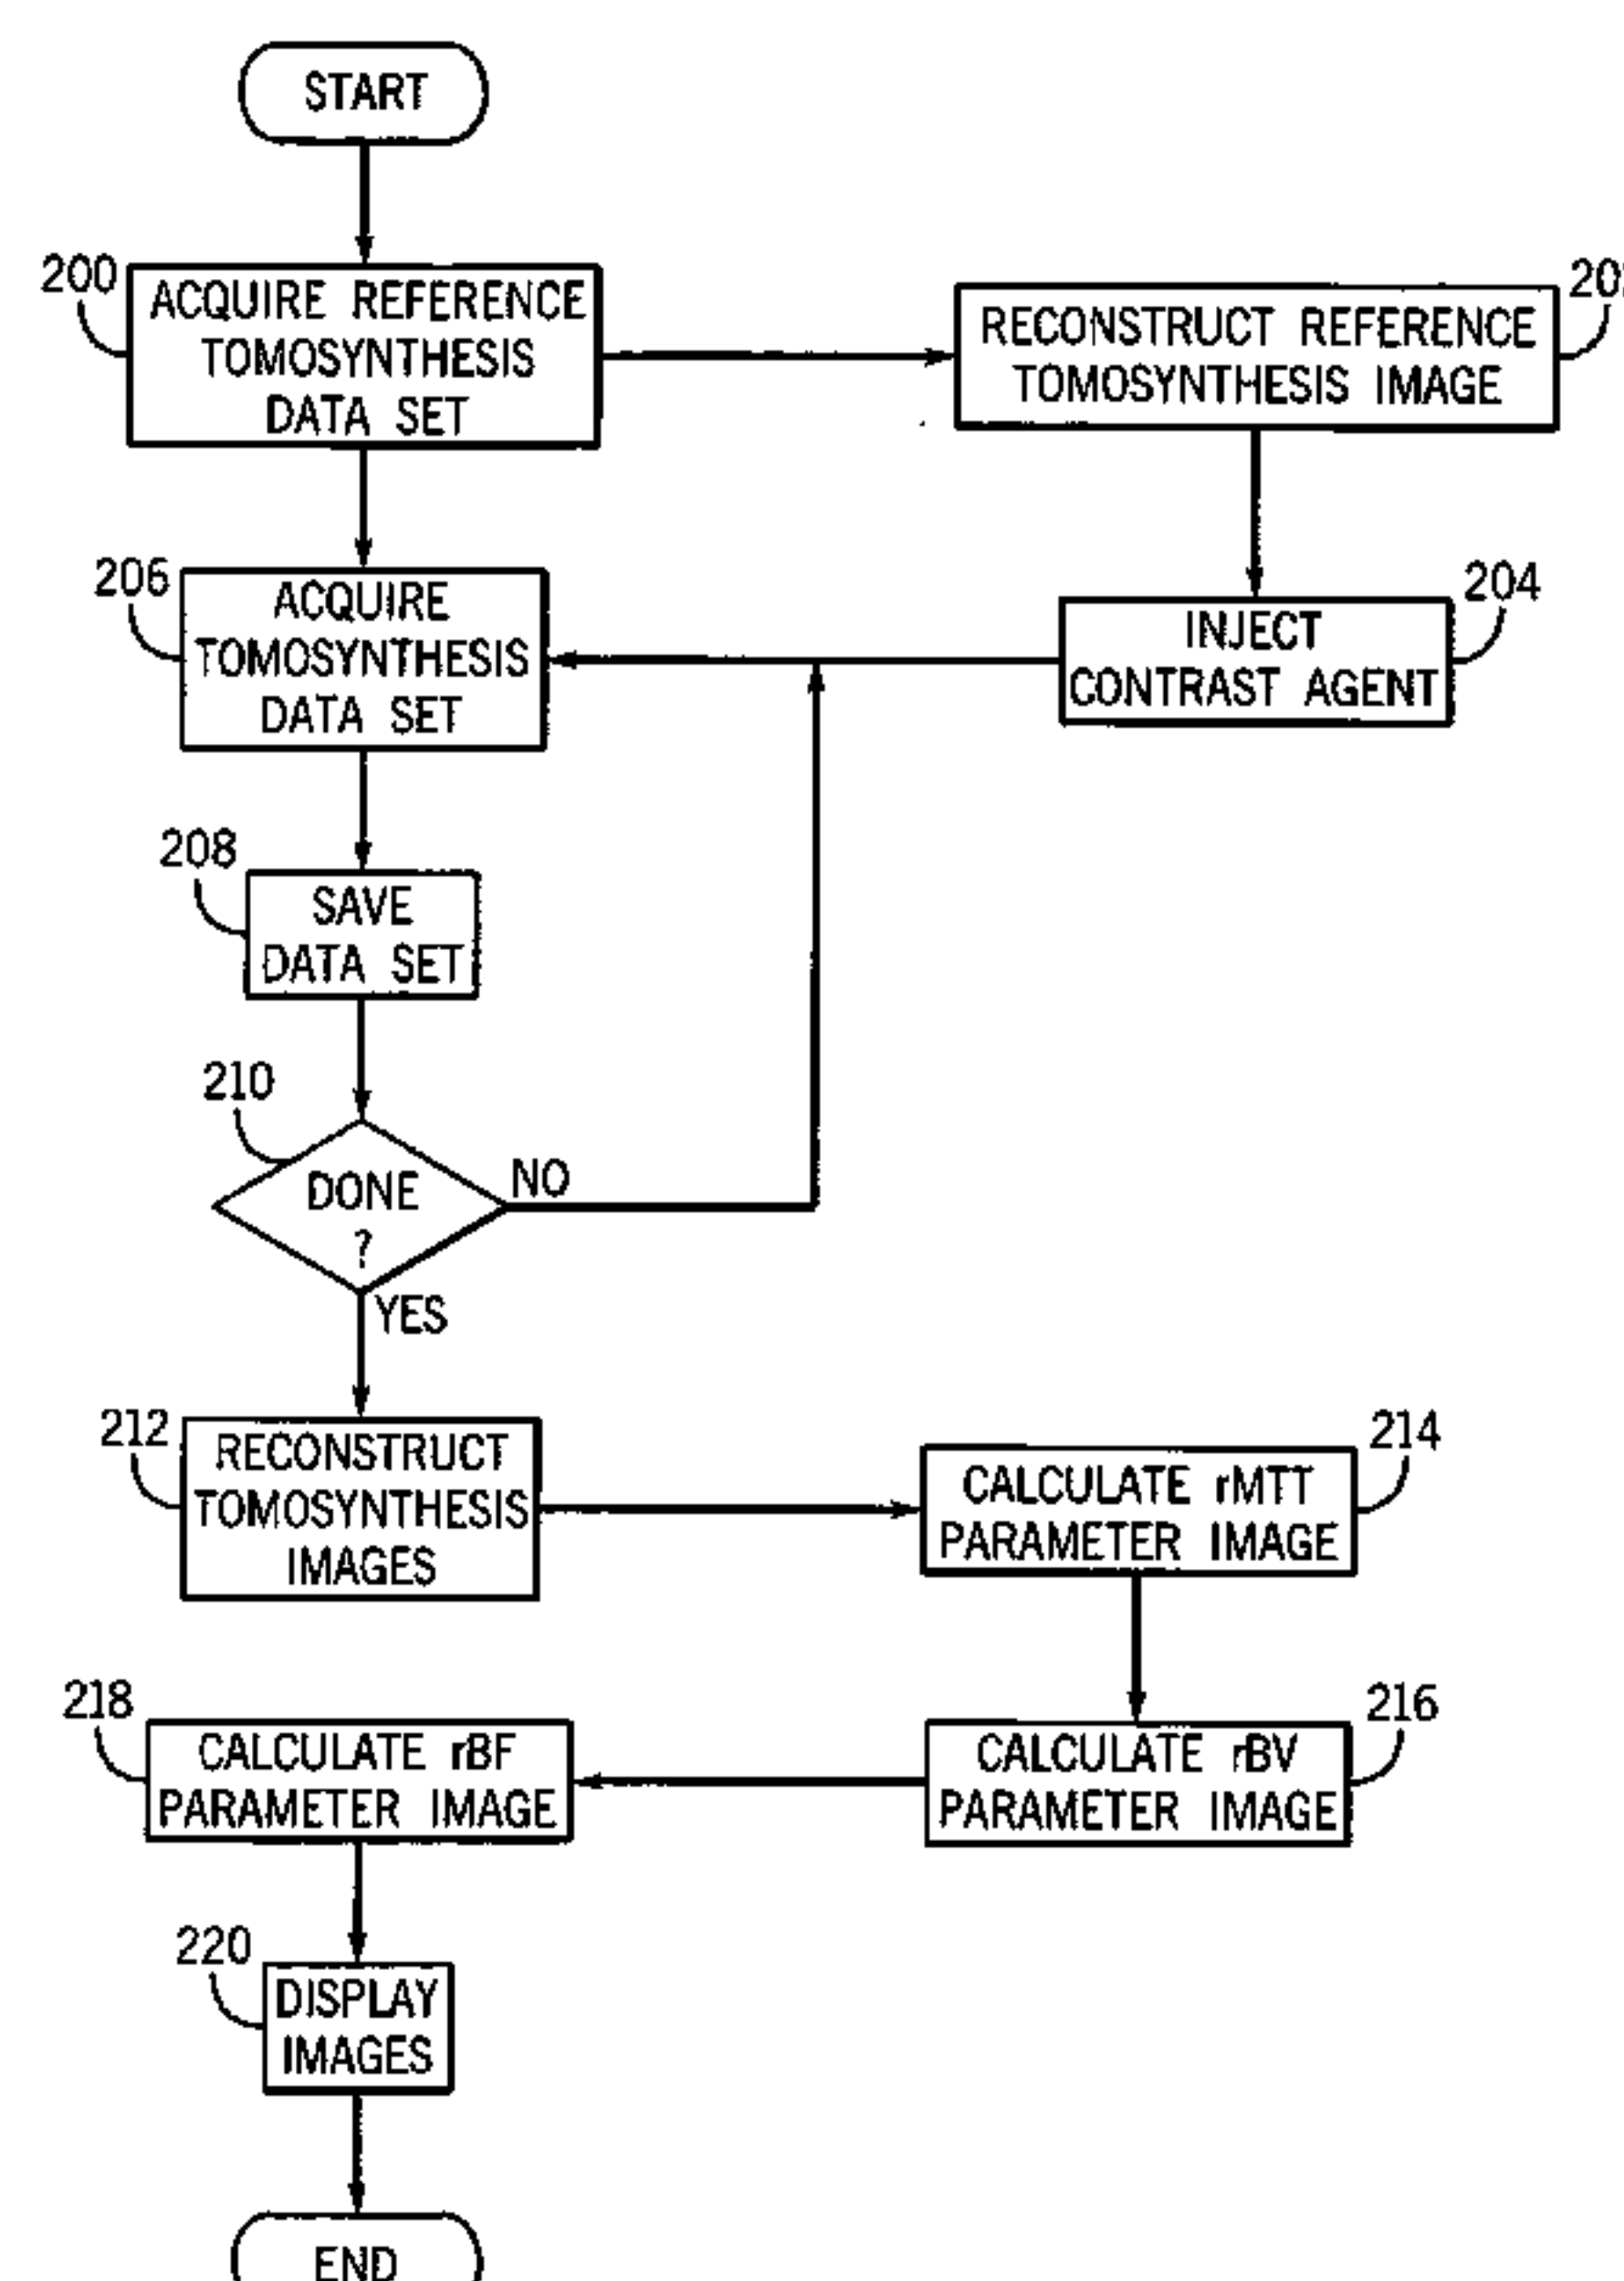 START
200
ACQUIRE REFERENCE
TOMOSYNTHESIS
DATA SET
RECONSTRUCT REFERENCE
TOMOSYNTHESIS IMAGE
206
ACQUIRE
TOMOSYNTHESIS
DATA SET
204
INJECT
CONTRAST AGENT
208
SAVE
DATA SET
210
DONE
?
NO
YES
212
RECONSTRUCT
TOMOSYNTHESIS
IMAGES
214
CALCULATE rMTT
PARAMETER IMAGE
218
CALCULATE rBF
PARAMETER IMAGE
216
CALCULATE rBV
PARAMETER IMAGE
220
DISPLAY
IMAGES
END